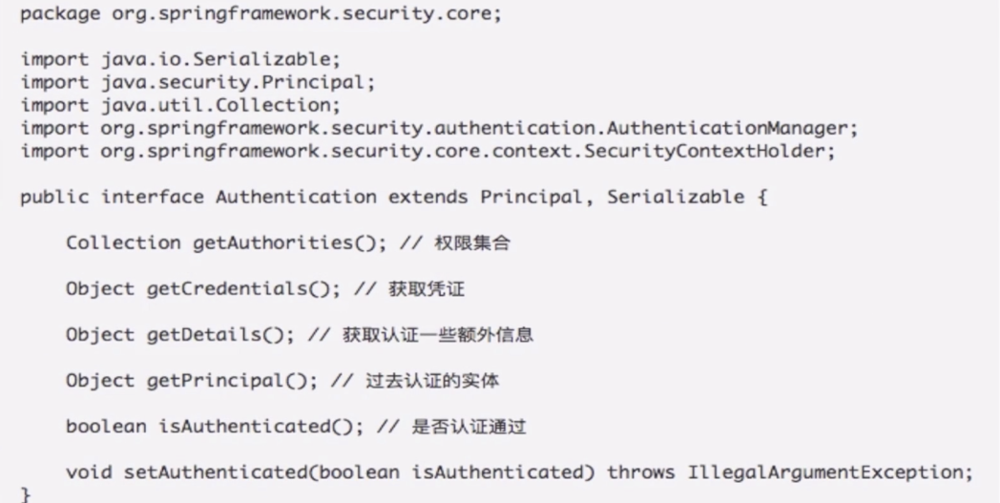 package org.springframework.security.core;
import java.io.Serializable;
import java.security.Principal;
import java.util.Collection;
import org.springframework.security.authentication.AuthenticationManager;
import org.springframework.security.core.context.SecurityContextHolder;
public interface Authentication extends Principal, Serializable {
Collection getAuthorities(); // 权限集合
Object getCredentials(); // 获取凭证
Object getDetails(); // 获取认证一些额外信息
Object getPrincipal(); // 过去认证的实体
boolean isAuthenticated(); // 是否认证通过
void setAuthenticated(boolean isAuthenticated) throws IllegalArgumentException;
}